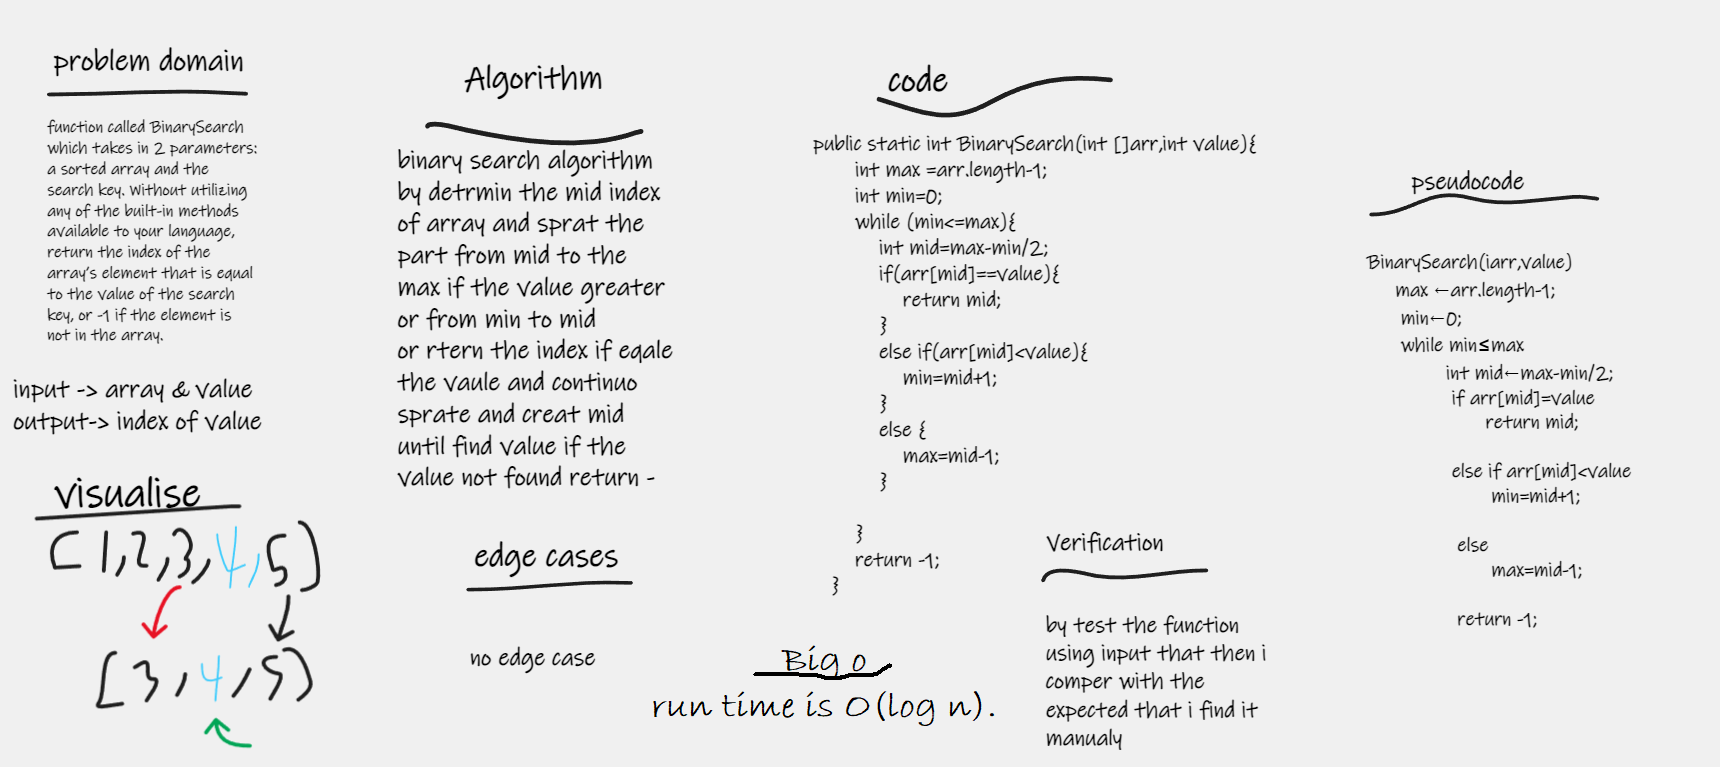 problem domain
function called BinarySearch
which takes in 2 parameters:
a sorted array and the
search key. Without utilizing
any of the built-in methods
available to your language,
return the index of the
array's element that is equal
to the value of the search
key, or -1 if the element is
not in the array.
input -> array & value
output-> index of value
visualise
[1,2,3,4,5]
[3,4,5]
Algorithm
binary search algorithm
by detrmin the mid index
of array and sprat the
part from mid to the
max if the value greater
or from min to mid
or rtern the index if eqale
the vaule and continuo
sprate and creat mid
until find value if the
value not found return -
edge cases
no edge case
code
public static int BinarySearch(int []arr,int value){
int max =arr.length-1;
int min=0;
while (min<=max){
int mid=max-min/2;
if(arr[mid]==value){
return mid;
}
else if(arr[mid]<value){
min=mid+1;
}
else {
max=mid-1;
}
}
return -1;
}
Big o
run time is O(log n).
Verification
by test the function
using input that then i
comper with the
expected that i find it
manualy
pseudocode
BinarySearch(iarr,value)
max ←arr.length-1;
min←0;
while min≤max
int mid←max-min/2;
if arr[mid]=value
return mid;
else if arr[mid]<value
min=mid+1;
else
max=mid-1;
return -1;